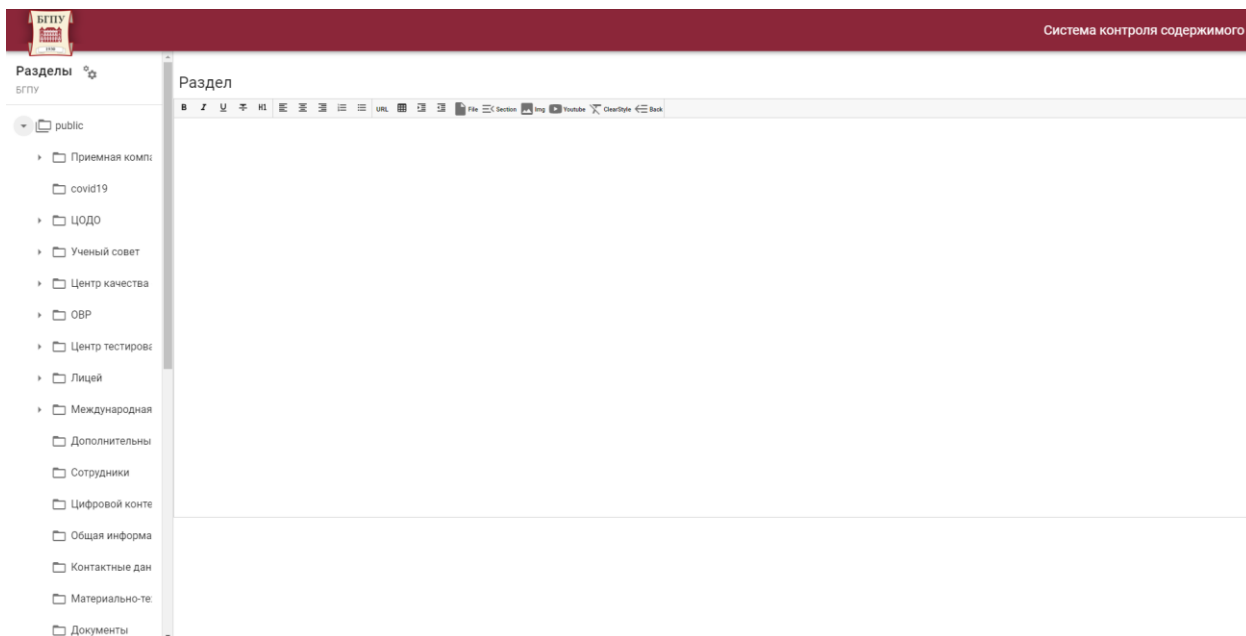 БГПУ
Система контроля содержимого
Разделы
БГПУ
Раздел
B I U T H1 URL File Section Img Youtube ClearStyle Back
public
Приемная компа
covid19
ЦОДО
Ученый совет
Центр качества
ОВР
Центр тестирова
Лицей
Международная
Дополнительны
Сотрудники
Цифровой конте
Общая информа
Контактные дан
Материально-те
Документы